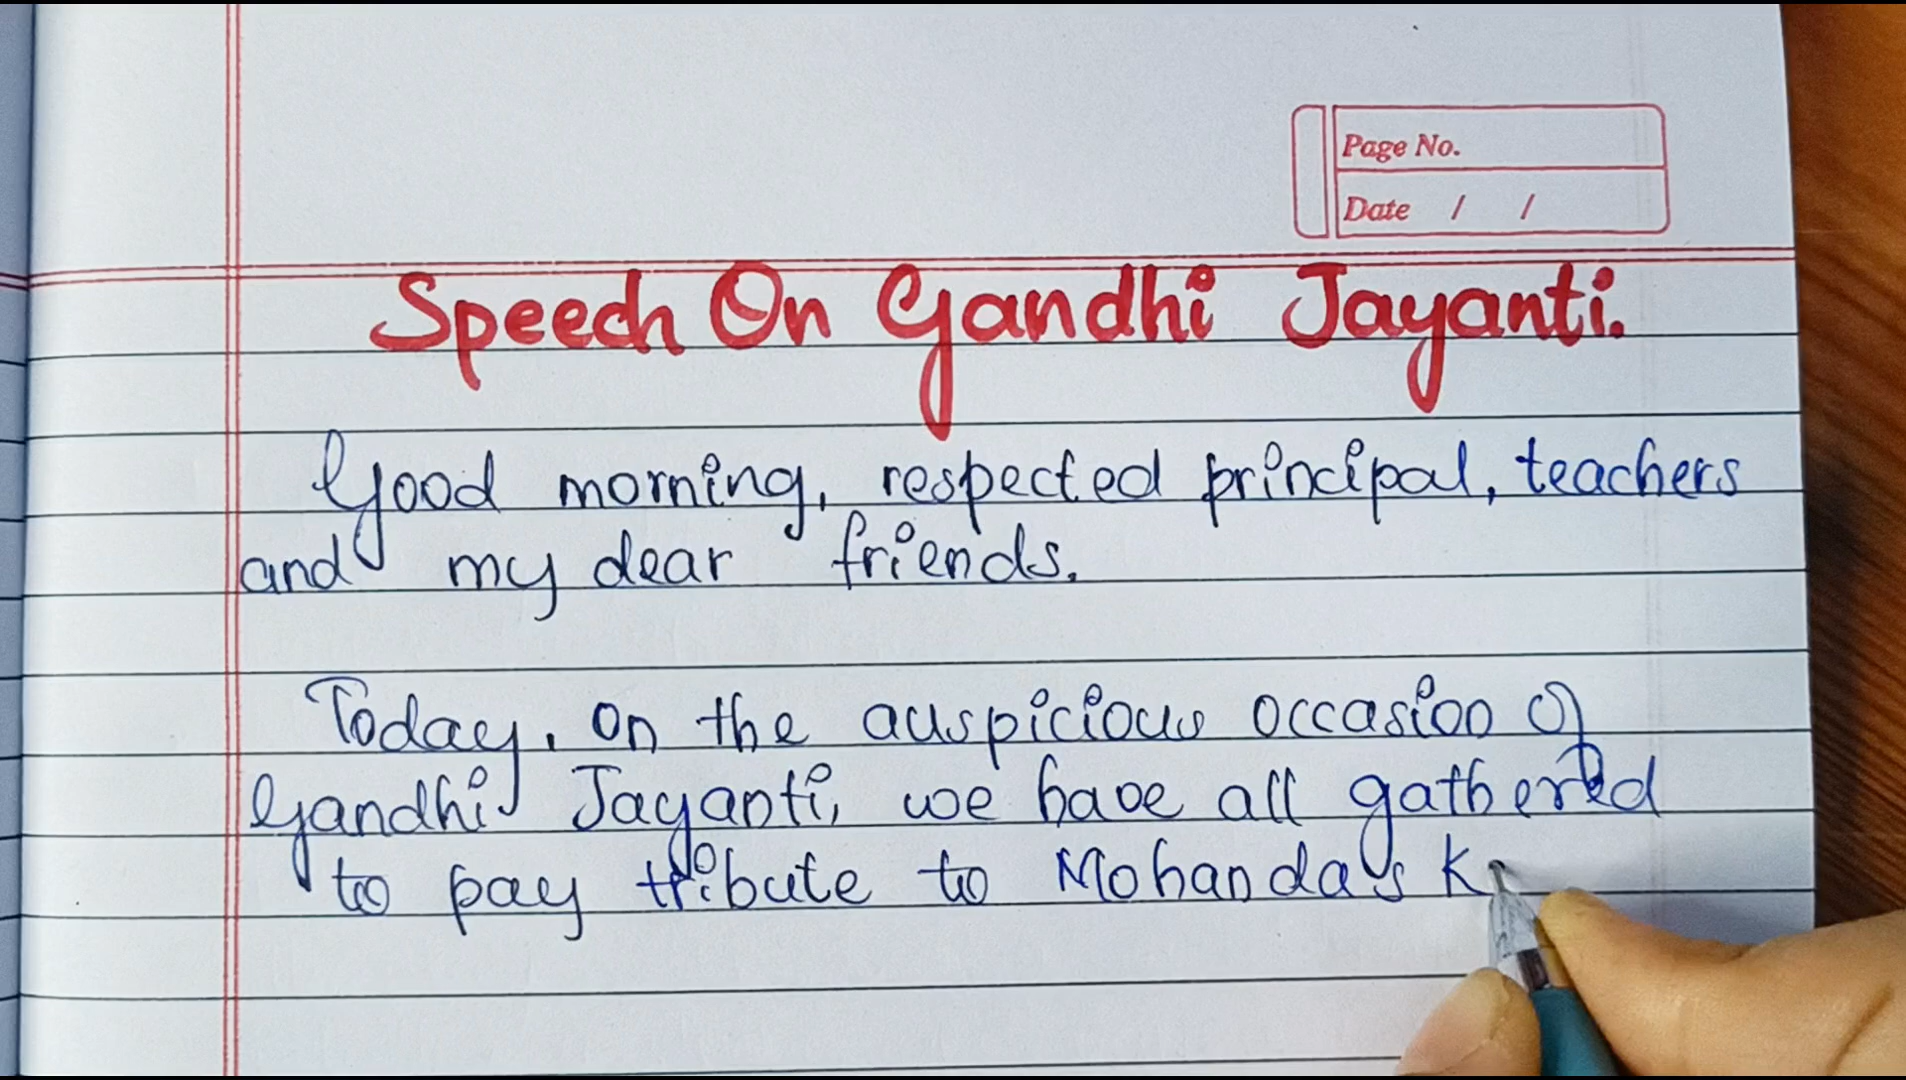 Page No.
Date / /
Speech On Gandhi Jayanti.
Good morning, respected principal, teachers
and my dear friends.
Today, on the auspicious occasion of
Gandhi Jayanti, we have all gathered
to pay tribute to Mohandas K